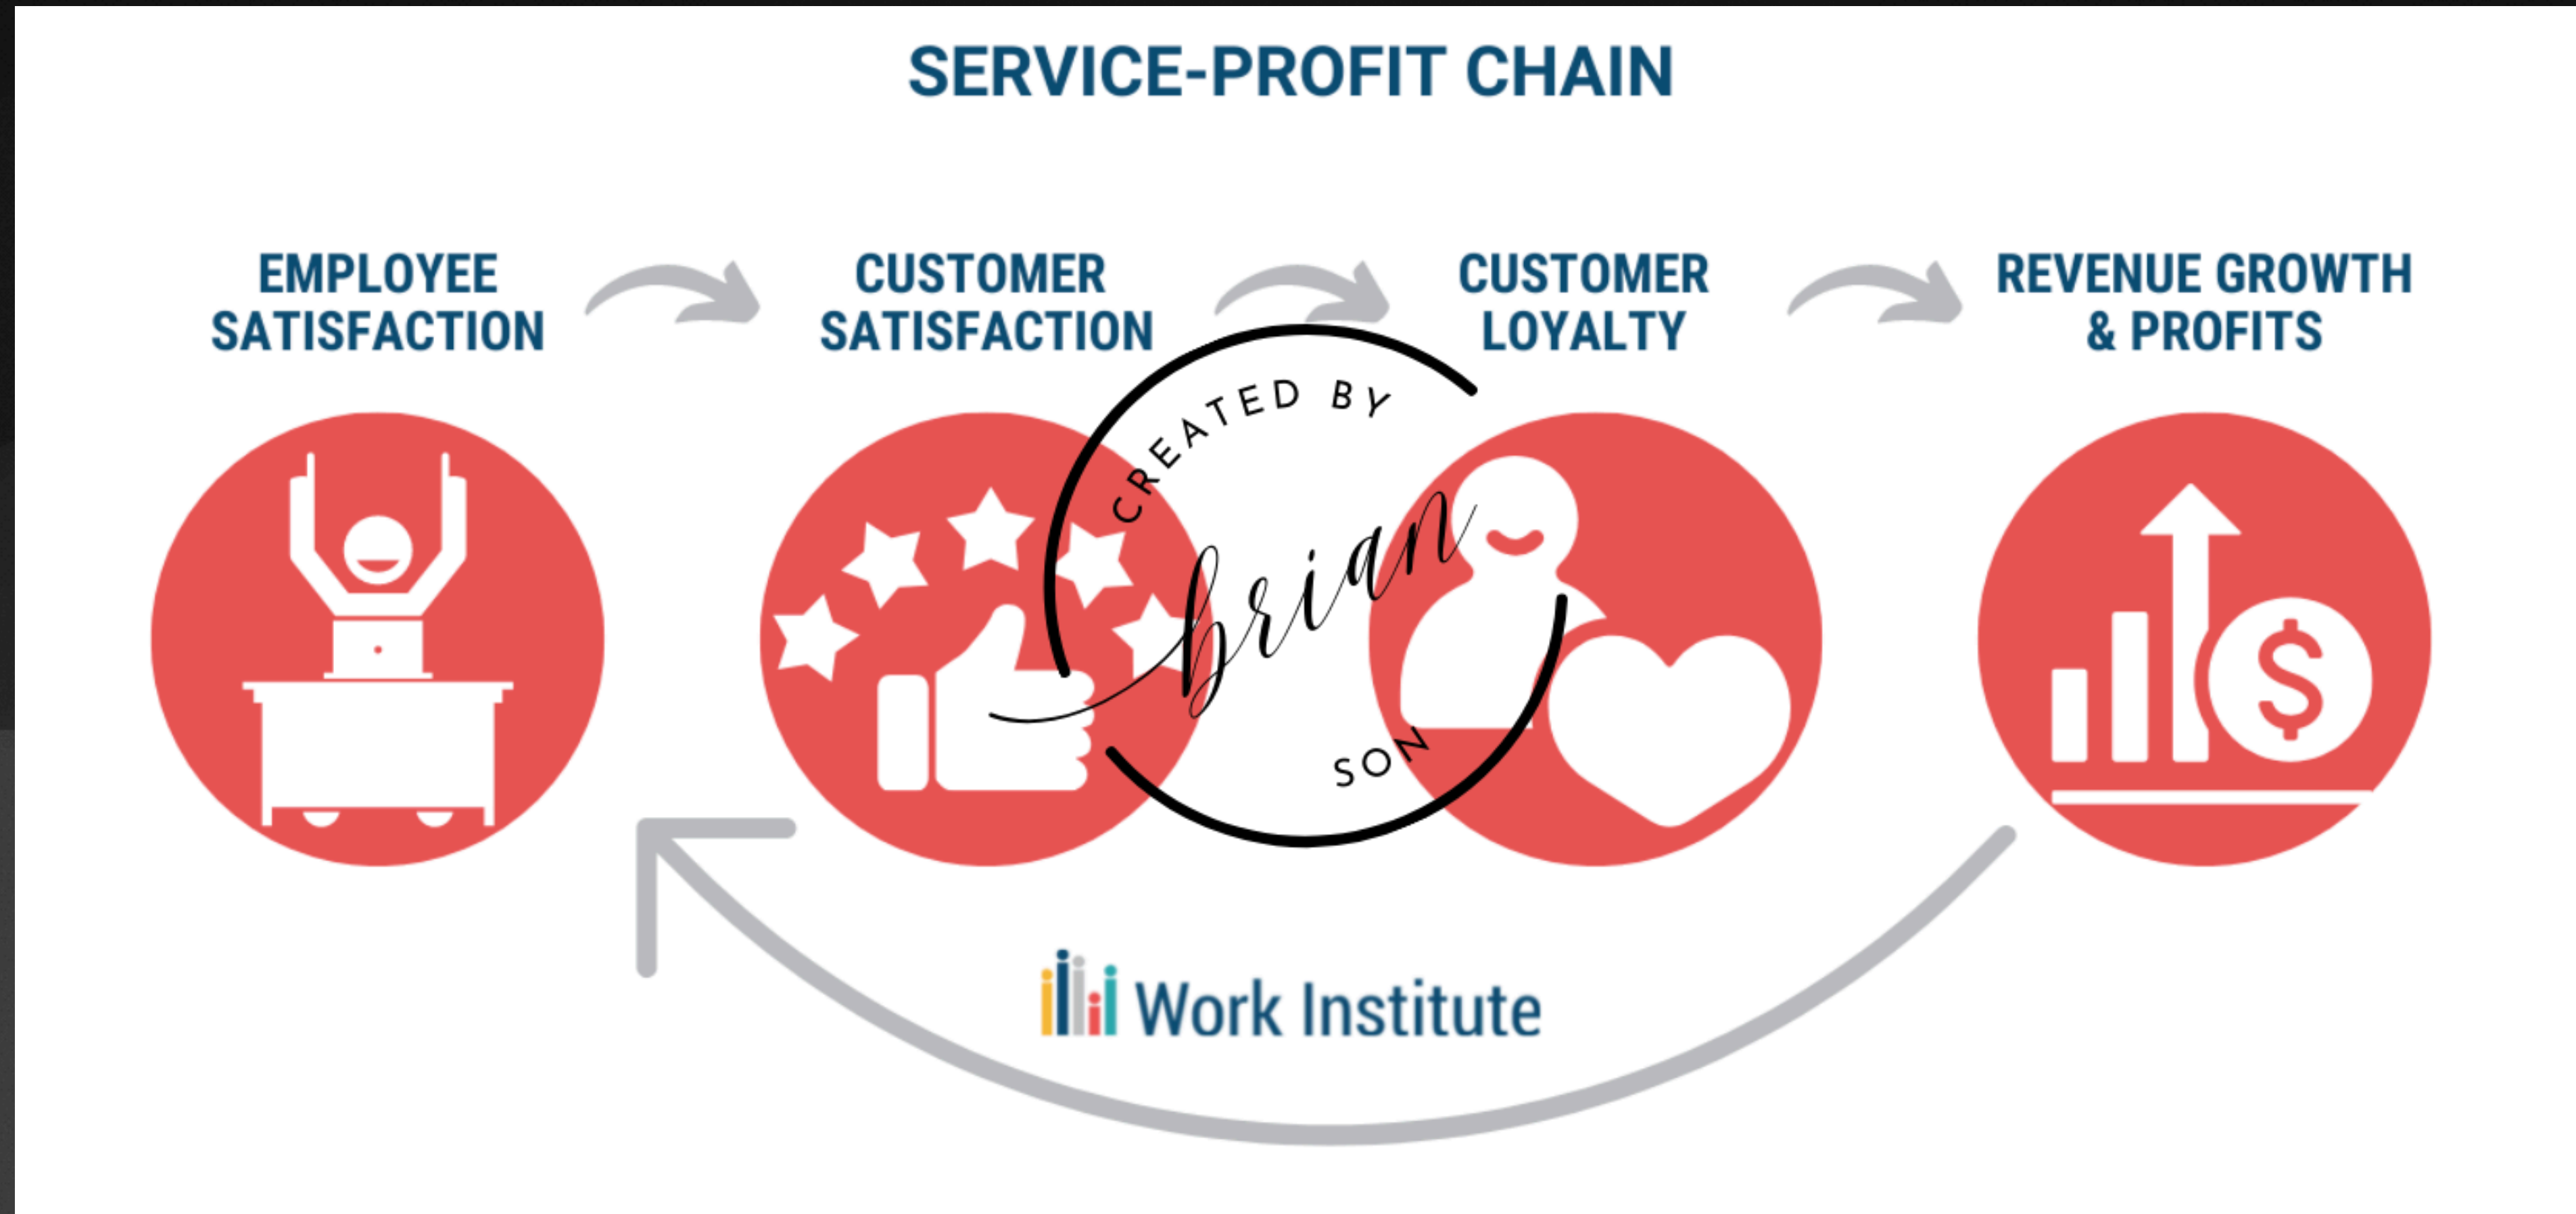 SERVICE-PROFIT CHAIN
EMPLOYEE
SATISFACTION
CUSTOMER
SATISFACTION
CUSTOMER
LOYALTY
REVENUE GROWTH
& PROFITS
CREATED BY
brian
SON
$
Work Institute